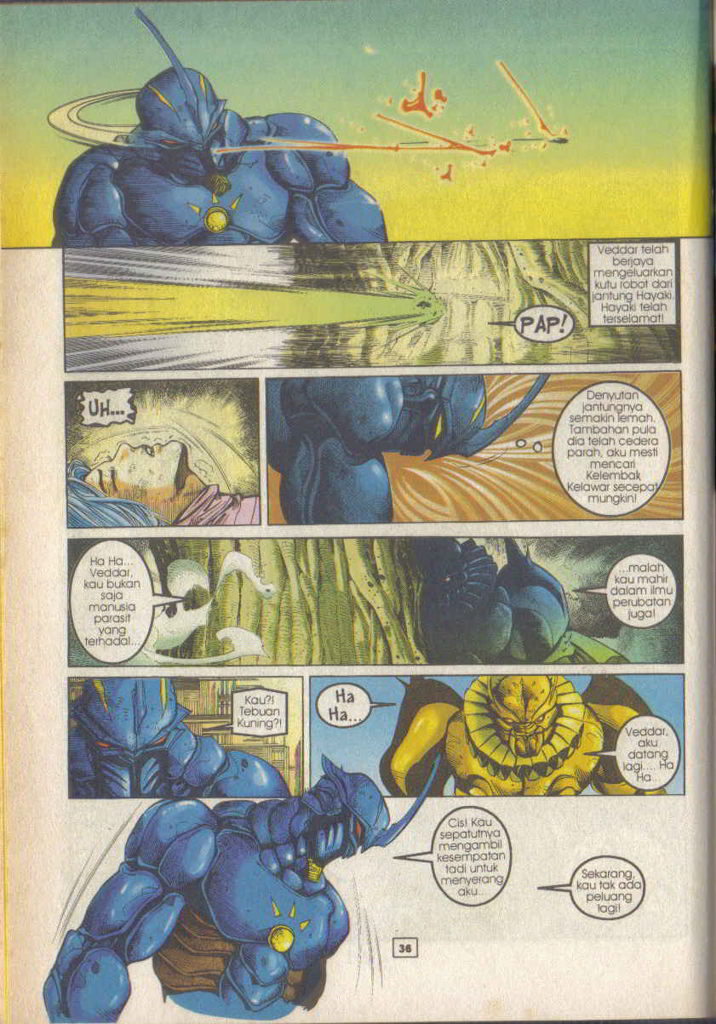 Veddar telah
berjaya
mengeluarkan
kutu robot dari
jantung Hayaki.
Hayaki telah
terselamat!
PAP!
UH...
Denyutan
jantungnya
semakin lemah.
Tambahan pula
dia telah cedera
parah, aku mesti
mencari
Kelembek
Kelawar secepat
mungkin!
Ha Ha...
Veddar,
kau bukan
saja
manusia
parasit
yang
terhadal...
...malah
kau mahir
dalam ilmu
perubatan
juga!
Kau?!
Tebuan
Kuning?!
Ha
Ha...
Veddar,
aku
datang
lagi.... Ha
Ha..
Cis! Kau
sepatutnya
mengambil
kesempatan
tadi untuk
menyerang
aku..
Sekarang,
kau tak ada
peluang
lagi!
36